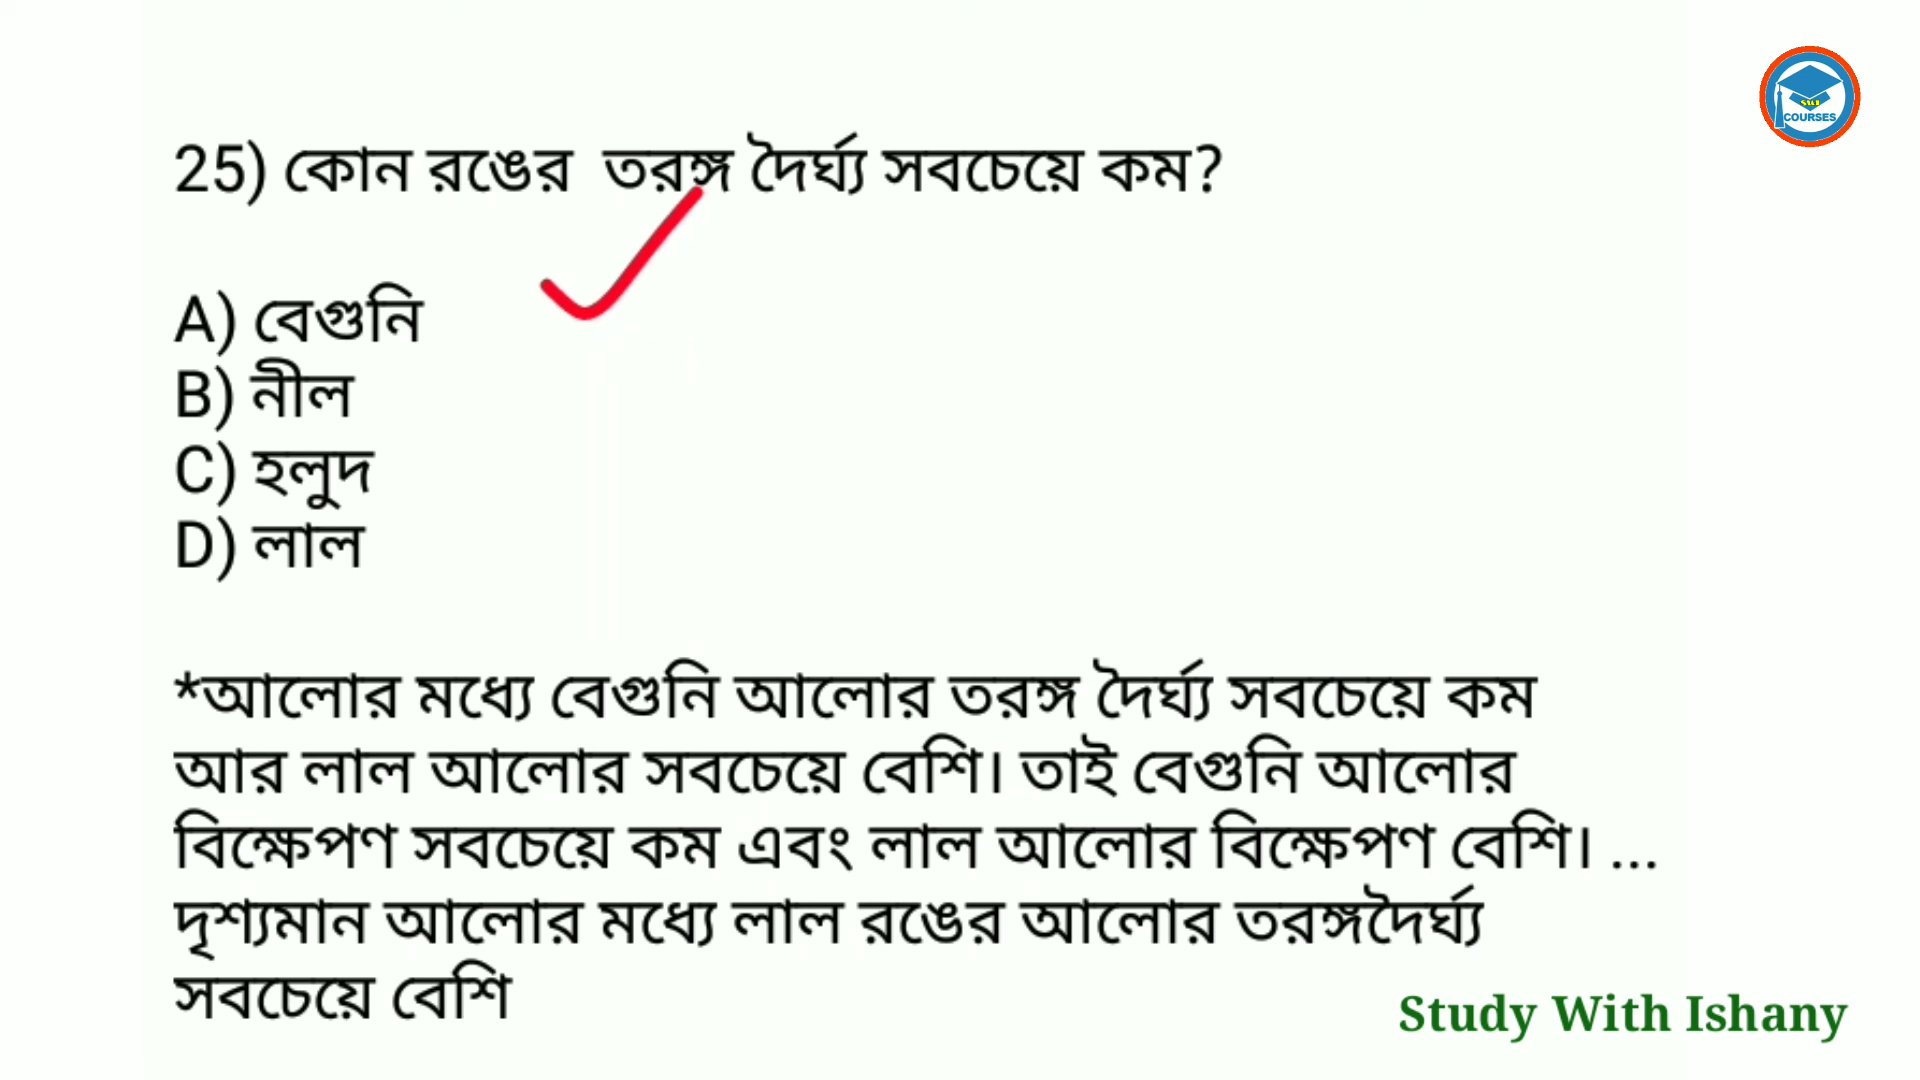 25) কোন রঙের তরঙ্গ দৈর্ঘ্য সবচেয়ে কম?
A) বেগুনি
B) নীল
C) হলুদ
D) লাল
*আলোর মধ্যে বেগুনি আলোর তরঙ্গ দৈর্ঘ্য সবচেয়ে কম
আর লাল আলোর সবচেয়ে বেশি। তাই বেগুনি আলোর
বিক্ষেপণ সবচেয়ে কম এবং লাল আলোর বিক্ষেপণ বেশি। ...
দৃশ্যমান আলোর মধ্যে লাল রঙের আলোর তরঙ্গদৈর্ঘ্য
সবচেয়ে বেশি
COURSES
Study With Ishany